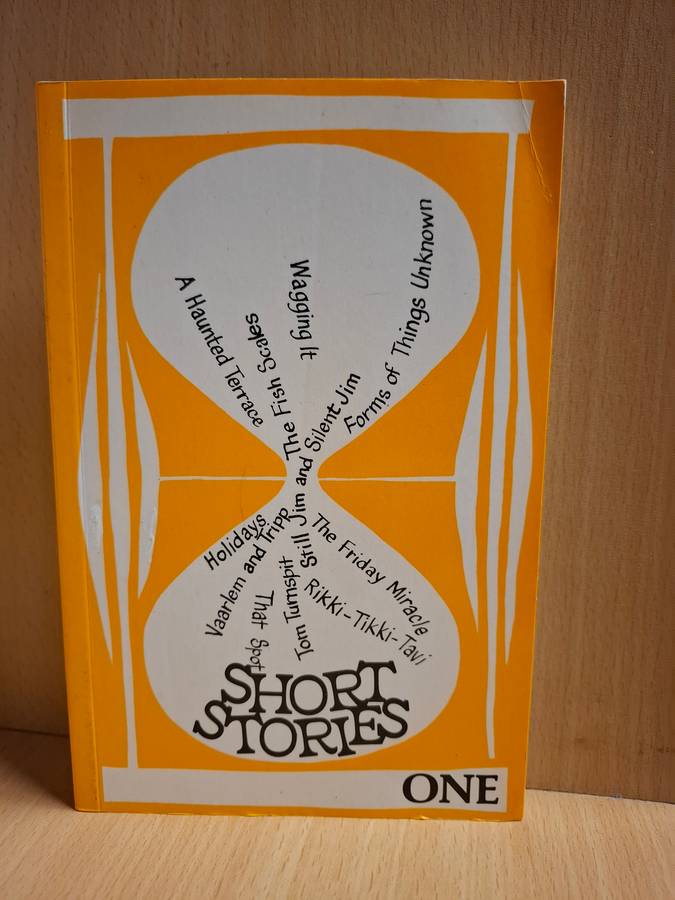 A Haunted Terrace
The Fish Scales
Wagging It
Forms of Things Unknown
Still Jim and Silent Jim
Holidays
Vaarlem and Tripp
That Spot
Tom Turnspit
The Friday Miracle
Rikki-Tikki-Tavi
SHORT
STORIES
ONE